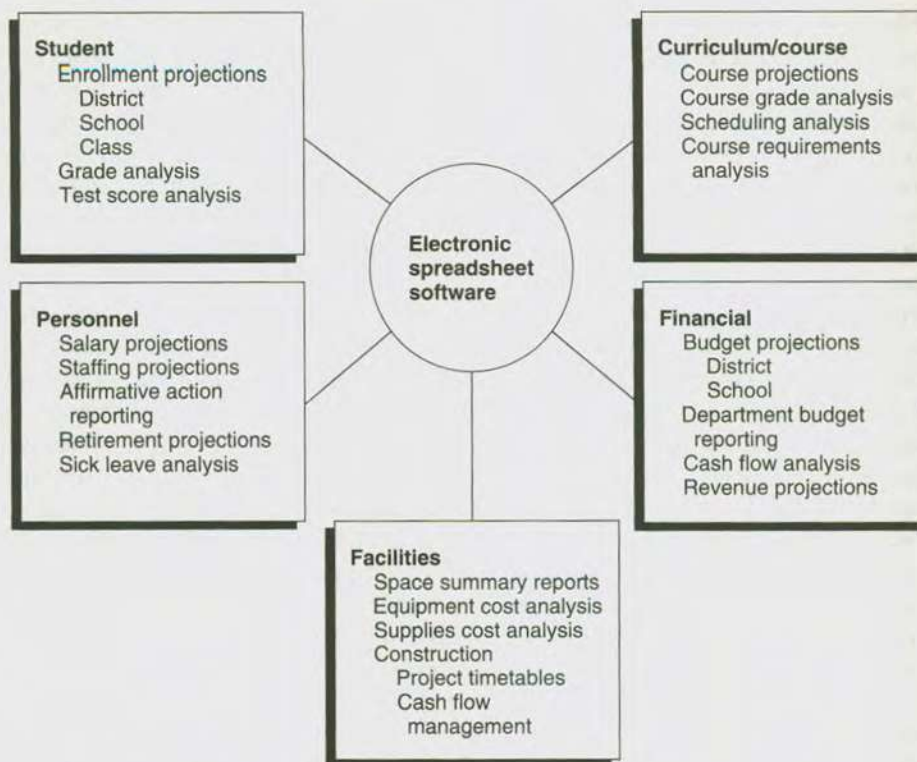 Student
Enrollment projections
District
School
Class
Grade analysis
Test score analysis
Curriculum/course
Course projections
Course grade analysis
Scheduling analysis
Course requirements
analysis
Electronic
spreadsheet
software
Personnel
Salary projections
Staffing projections
Affirmative action
reporting
Retirement projections
Sick leave analysis
Financial
Budget projections
District
School
Department budget
reporting
Cash flow analysis
Revenue projections
Facilities
Space summary reports
Equipment cost analysis
Supplies cost analysis
Construction
Project timetables
Cash flow
management